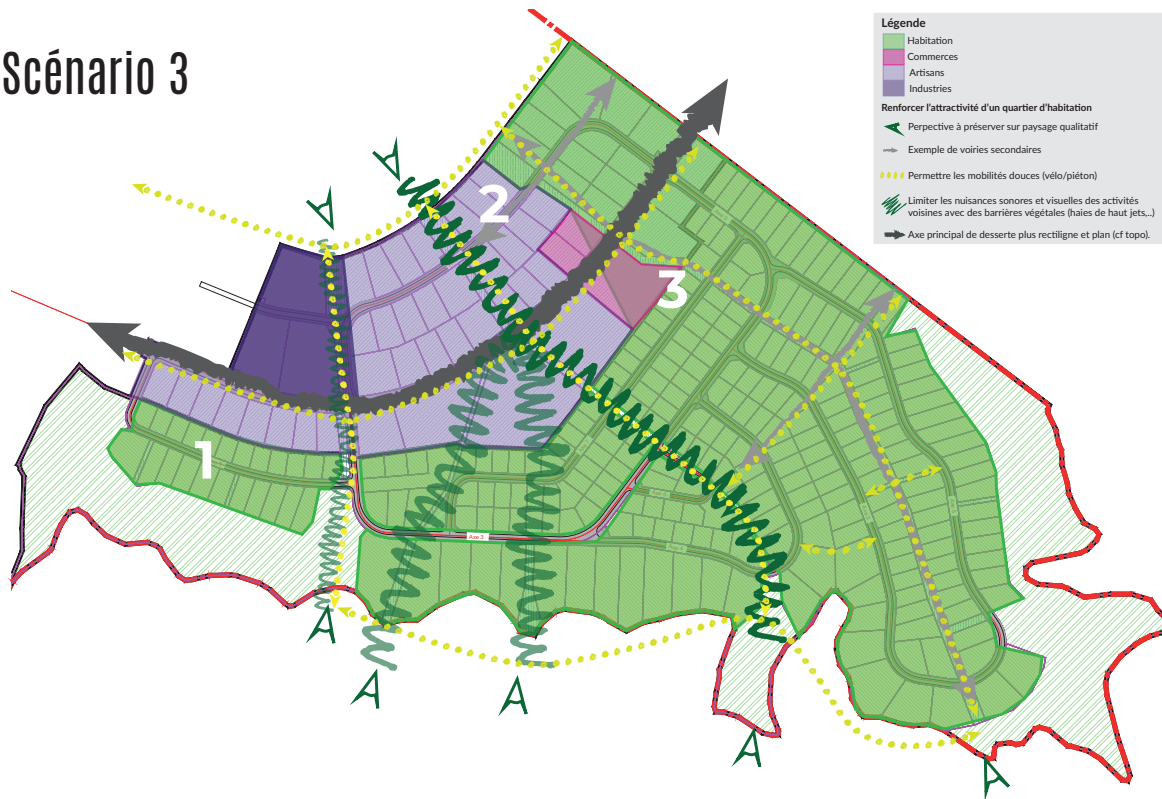 Scénario 3
Légende
Habitation
Commerces
Artisans
Industries
Renforcer l'attractivité d'un quartier d'habitation
Perpective à préserver sur paysage qualitatif
Exemple de voiries secondaires
Permettre les mobilités douces (vélo/piéton)
Limiter les nuisances sonores et visuelles des activités
voisines avec des barrières végétales (haies de haut jets,..)
Axe principal de desserte plus rectiligne et plan (cf topo).
2
3
1
Axe 3